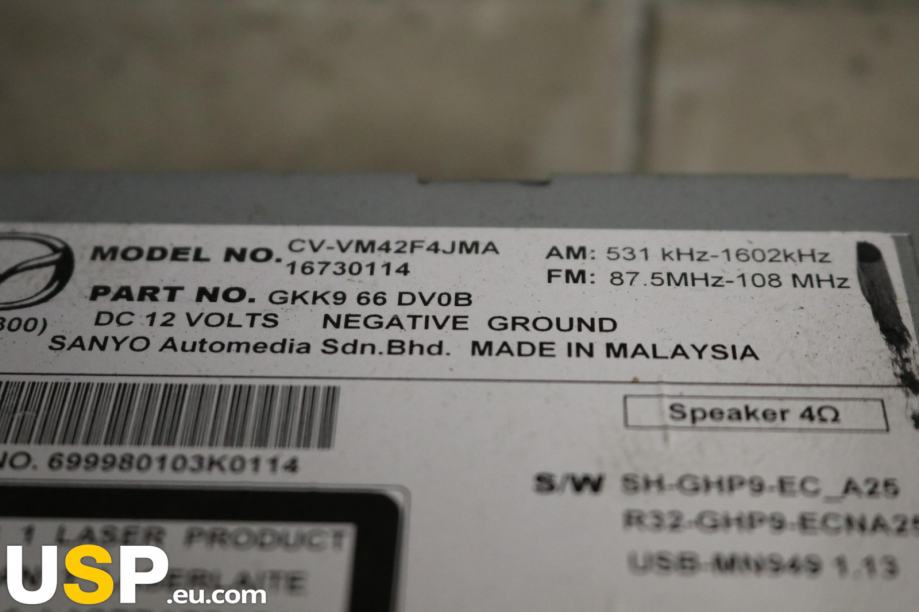 MODEL NO. CV-VM42F4JMA
16730114
AM: 531 kHz-1602kHz
FM: 87.5MHz-108 MHz
PART NO. GKK9 66 DV0B
300)
DC 12 VOLTS NEGATIVE GROUND
SANYO Automedia Sdn.Bhd. MADE IN MALAYSIA
Speaker 4Ω
NO. 699980103K0114
S/W SH-GHP9-EC_A25
R32-GHP9-ECNA25
USB-MN949 1.13
1 LASER PRODUCT
USP.eu.com